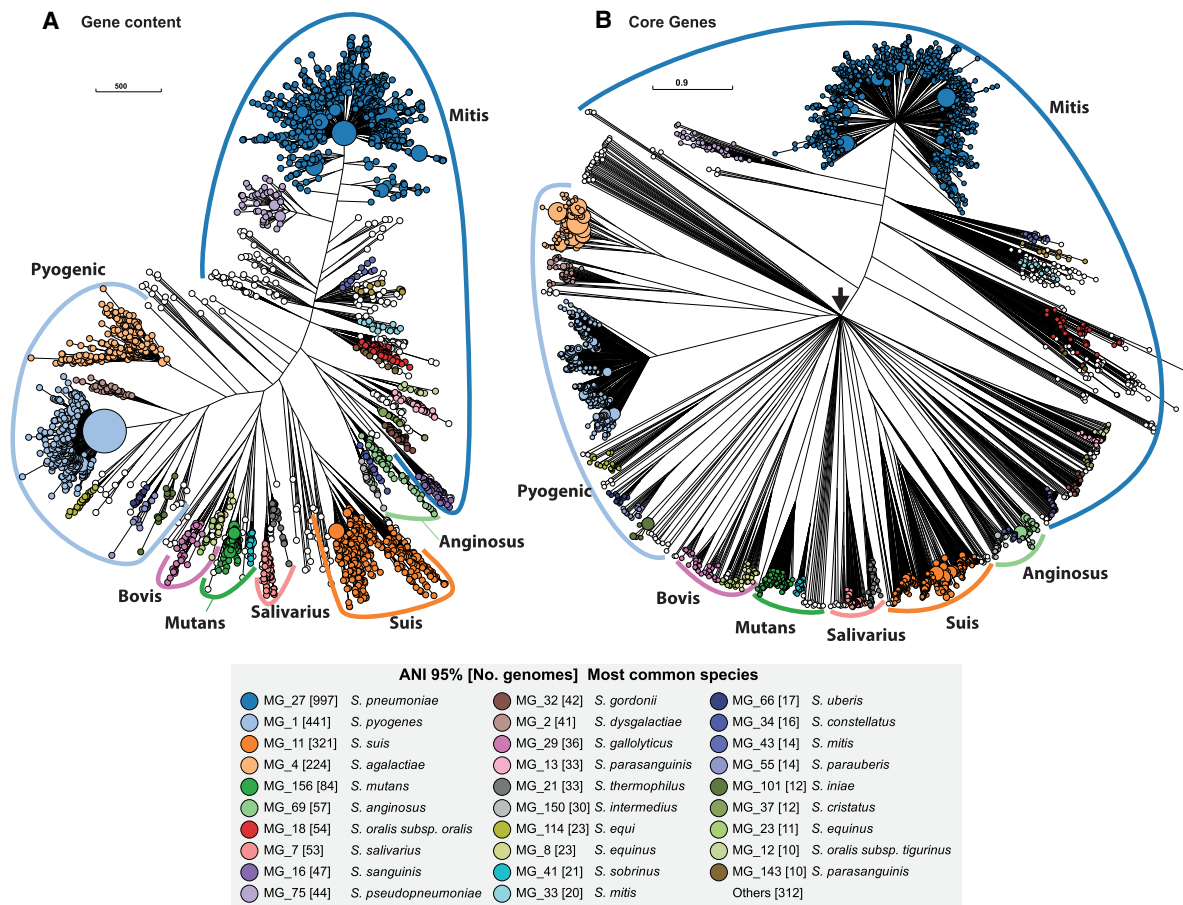 A Gene content
500
Mitis
Pyogenic
Anginosus
Bovis
Mutans
Salivarius
Suis
B Core Genes
0.9
Mitis
Pyogenic
Anginosus
Bovis
Mutans
Salivarius
Suis
ANI 95% [No. genomes] Most common species
MG_27 [997] S. pneumoniae
MG_1 [441] S. pyogenes
MG_11 [321] S. suis
MG_4 [224] S. agalactiae
MG_156 [84] S. mutans
MG_69 [57] S. anginosus
MG_18 [54] S. oralis subsp. oralis
MG_7 [53] S. salivarius
MG_16 [47] S. sanguinis
MG_75 [44] S. pseudopneumoniae
MG_32 [42] S. gordonii
MG_2 [41] S. dysgalactiae
MG_29 [36] S. gallolyticus
MG_13 [33] S. parasanguinis
MG_21 [33] S. thermophilus
MG_150 [30] S. intermedius
MG_114 [23] S. equi
MG_8 [23] S. equinus
MG_41 [21] S. sobrinus
MG_33 [20] S. mitis
MG_66 [17] S. uberis
MG_34 [16] S. constellatus
MG_43 [14] S. mitis
MG_55 [14] S. parauberis
MG_101 [12] S. iniae
MG_37 [12] S. cristatus
MG_23 [11] S. equinus
MG_12 [10] S. oralis subsp. tigurinus
MG_143 [10] S. parasanguinis
Others [312]